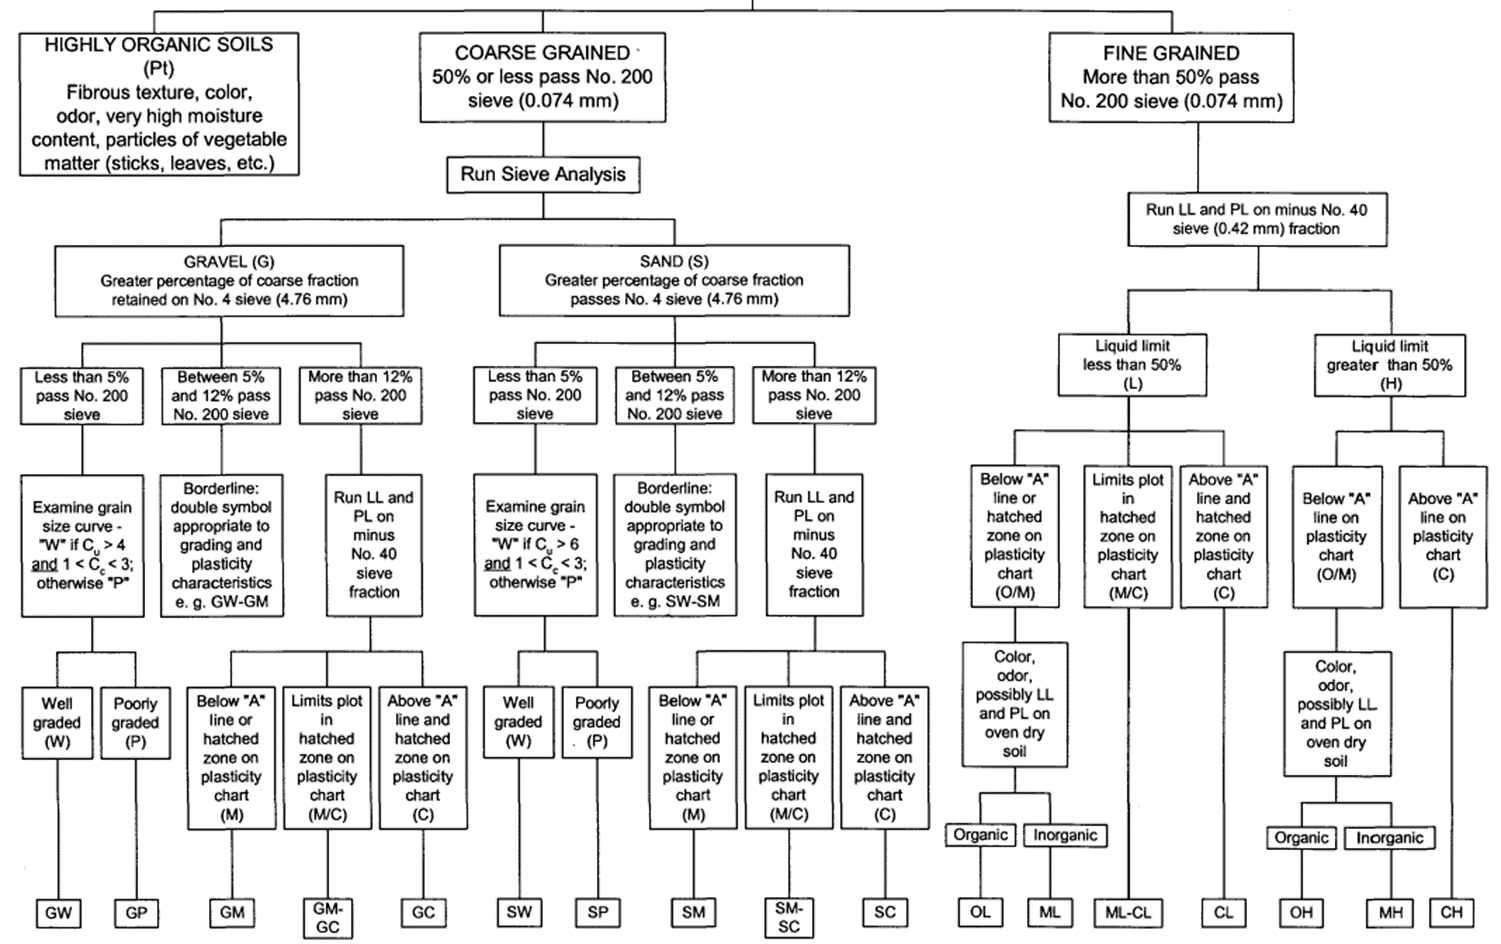 HIGHLY ORGANIC SOILS
(Pt)
Fibrous texture, color,
odor, very high moisture
content, particles of vegetable
matter (sticks, leaves, etc.)
COARSE GRAINED
50% or less pass No. 200
sieve (0.074 mm)
FINE GRAINED
More than 50% pass
No. 200 sieve (0.074 mm)
Run Sieve Analysis
Run LL and PL on minus No. 40
sieve (0.42 mm) fraction
GRAVEL (G)
Greater percentage of coarse fraction
retained on No. 4 sieve (4.76 mm)
SAND (S)
Greater percentage of coarse fraction
passes No. 4 sieve (4.76 mm)
Liquid limit
less than 50%
(L)
Liquid limit
greater than 50%
(H)
Less than 5%
pass No. 200
sieve
Between 5%
and 12% pass
No. 200 sieve
More than 12%
pass No. 200
sieve
Less than 5%
pass No. 200
sieve
Between 5%
and 12% pass
No. 200 sieve
More than 12%
pass No. 200
sieve
Examine grain
size curve -
"W" if Cu > 4
and 1 < Cc < 3;
otherwise "P"
Borderline:
double symbol
appropriate to
grading and
plasticity
characteristics
e. g. GW-GM
Run LL and
PL on
minus
No. 40
sieve
fraction
Examine grain
size curve -
"W" if Cu > 6
and 1 < Cc < 3;
otherwise "P"
Borderline:
double symbol
appropriate to
grading and
plasticity
characteristics
e. g. SW-SM
Run LL and
PL on
minus
No. 40
sieve
fraction
Below "A"
line or
hatched
zone on
plasticity
chart
(O/M)
Limits plot
in
hatched
zone on
plasticity
chart
(M/C)
Above "A"
line and
hatched
zone on
plasticity
chart
(C)
Below "A"
line on
plasticity
chart
(O/M)
Above "A"
line on
plasticity
chart
(C)
Well
graded
(W)
Poorly
graded
(P)
Below "A"
line or
hatched
zone on
plasticity
chart
(M)
Limits plot
in
hatched
zone on
plasticity
chart
(M/C)
Above "A"
line and
hatched
zone on
plasticity
chart
(C)
Well
graded
(W)
Poorly
graded
(P)
Below "A"
line or
hatched
zone on
plasticity
chart
(M)
Limits plot
in
hatched
zone on
plasticity
chart
(M/C)
Above "A"
line and
hatched
zone on
plasticity
chart
(C)
Color,
odor,
possibly LL
and PL on
oven dry
soil
Color,
odor,
possibly LL
and PL on
oven dry
soil
Organic
Inorganic
Organic
Inorganic
GW
GP
GM
GM-
GC
GC
SW
SP
SM
SM-
SC
SC
OL
ML
ML-CL
CL
OH
MH
CH